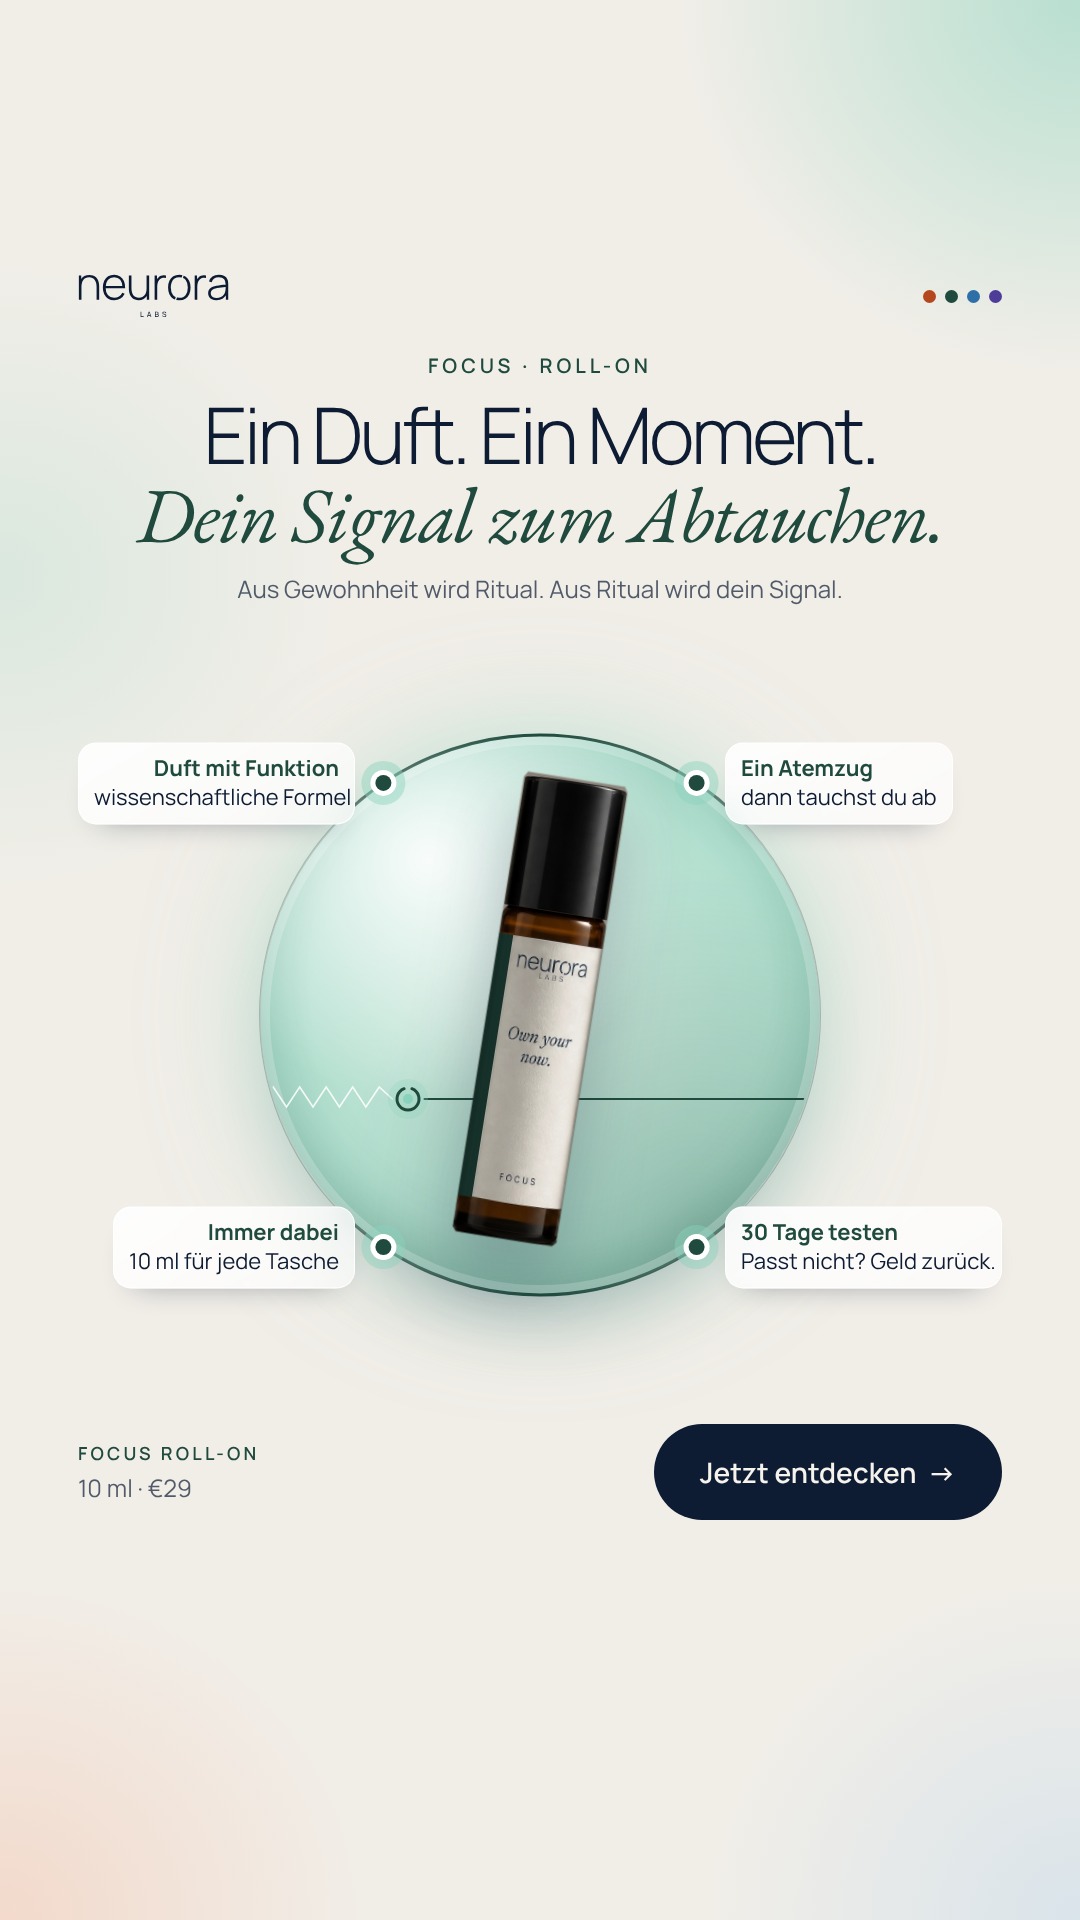 neurora
LABS
FOCUS · ROLL-ON
Ein Duft. Ein Moment.
Dein Signal zum Abtauchen.
Aus Gewohnheit wird Ritual. Aus Ritual wird dein Signal.
Duft mit Funktion
wissenschaftliche Formel
Ein Atemzug
dann tauchst du ab
neurora
LABS
Own your
now.
FOCUS
Immer dabei
10 ml für jede Tasche
30 Tage testen
Passt nicht? Geld zurück.
FOCUS ROLL-ON
10 ml · €29
Jetzt entdecken →